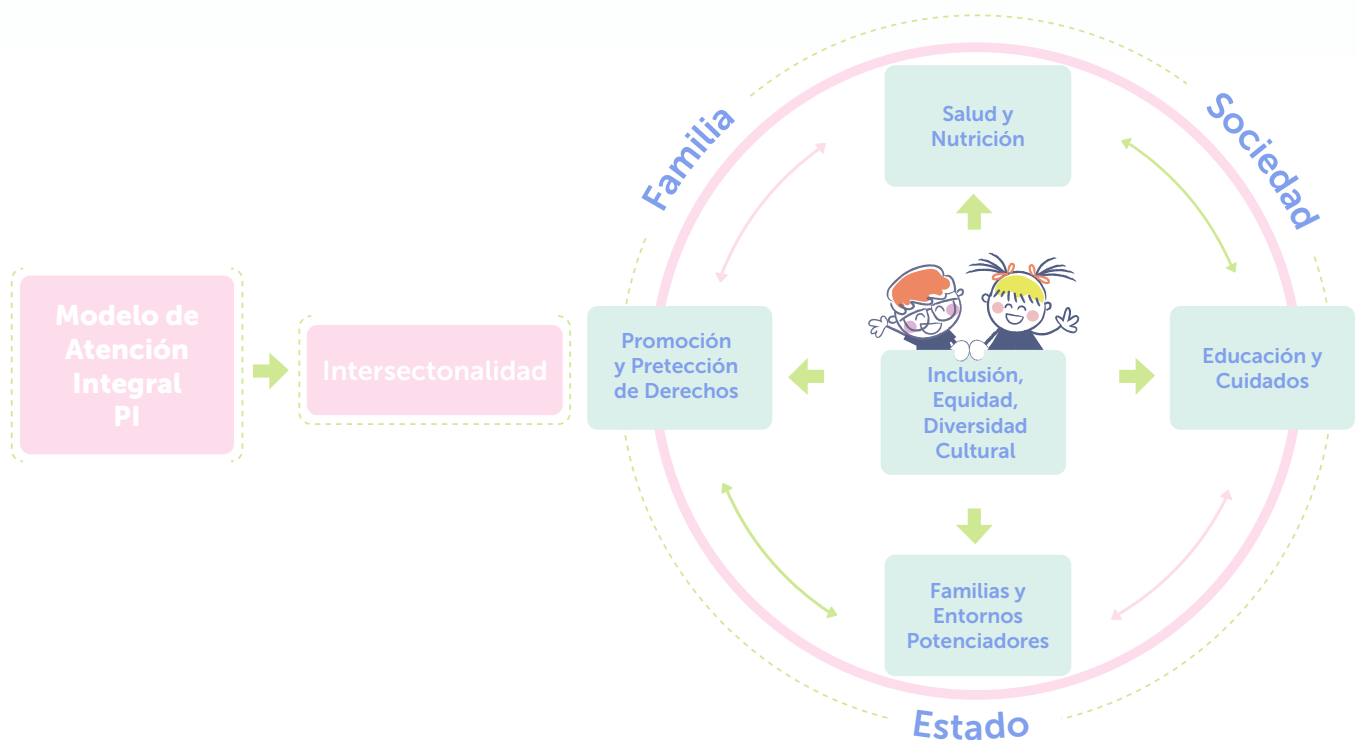 Modelo de
Atención
Integral
PI
Intersectonalidad
Familia
Sociedad
Estado
Salud y
Nutrición
Promoción
y Pretección
de Derechos
Inclusión,
Equidad,
Diversidad
Cultural
Educación y
Cuidados
Familias y
Entornos
Potenciadores